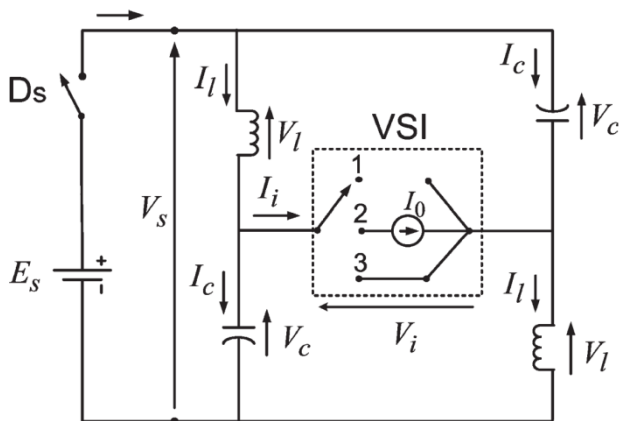 I_c
Ds
I_l
V_l
VSI
V_c
1
I_i
V_s
2
I_0
3
E_s
+
-
I_c
V_c
V_i
I_l
V_l